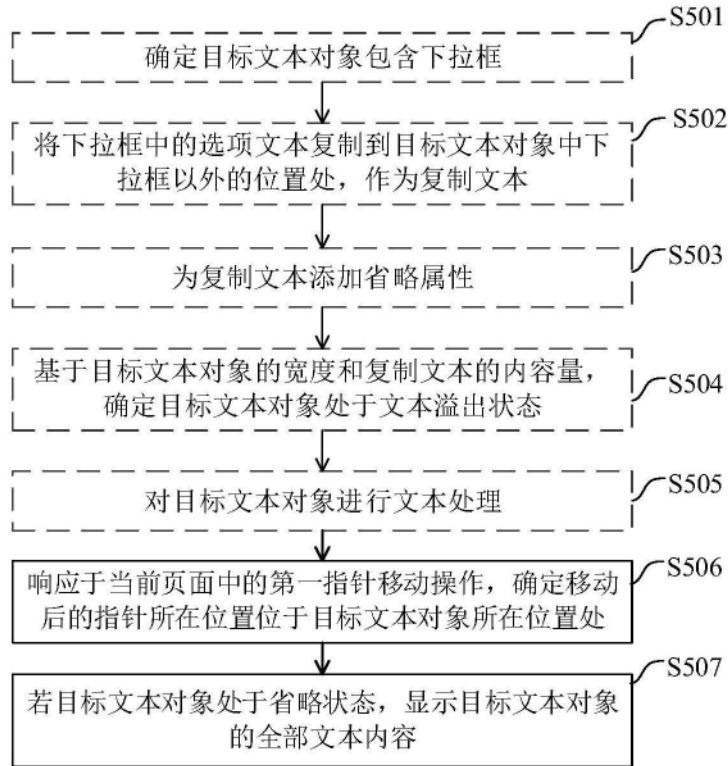 S501
确定目标文本对象包含下拉框
S502
将下拉框中的选项文本复制到目标文本对象中下
拉框以外的位置处，作为复制文本
S503
为复制文本添加省略属性
基于目标文本对象的宽度和复制文本的内容量，
S504
确定目标文本对象处于文本溢出状态
S505
对目标文本对象进行文本处理
S506
响应于当前页面中的第一指针移动操作，确定移动
后的指针所在位置位于目标文本对象所在位置处
S507
若目标文本对象处于省略状态，显示目标文本对象
的全部文本内容